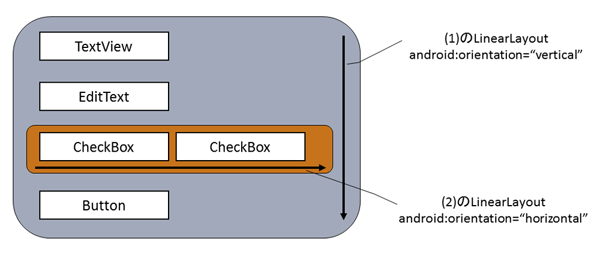 TextView
EditText
CheckBox
CheckBox
Button
(1)のLinearLayout
android:orientation=“vertical”
(2)のLinearLayout
android:orientation=“horizontal”